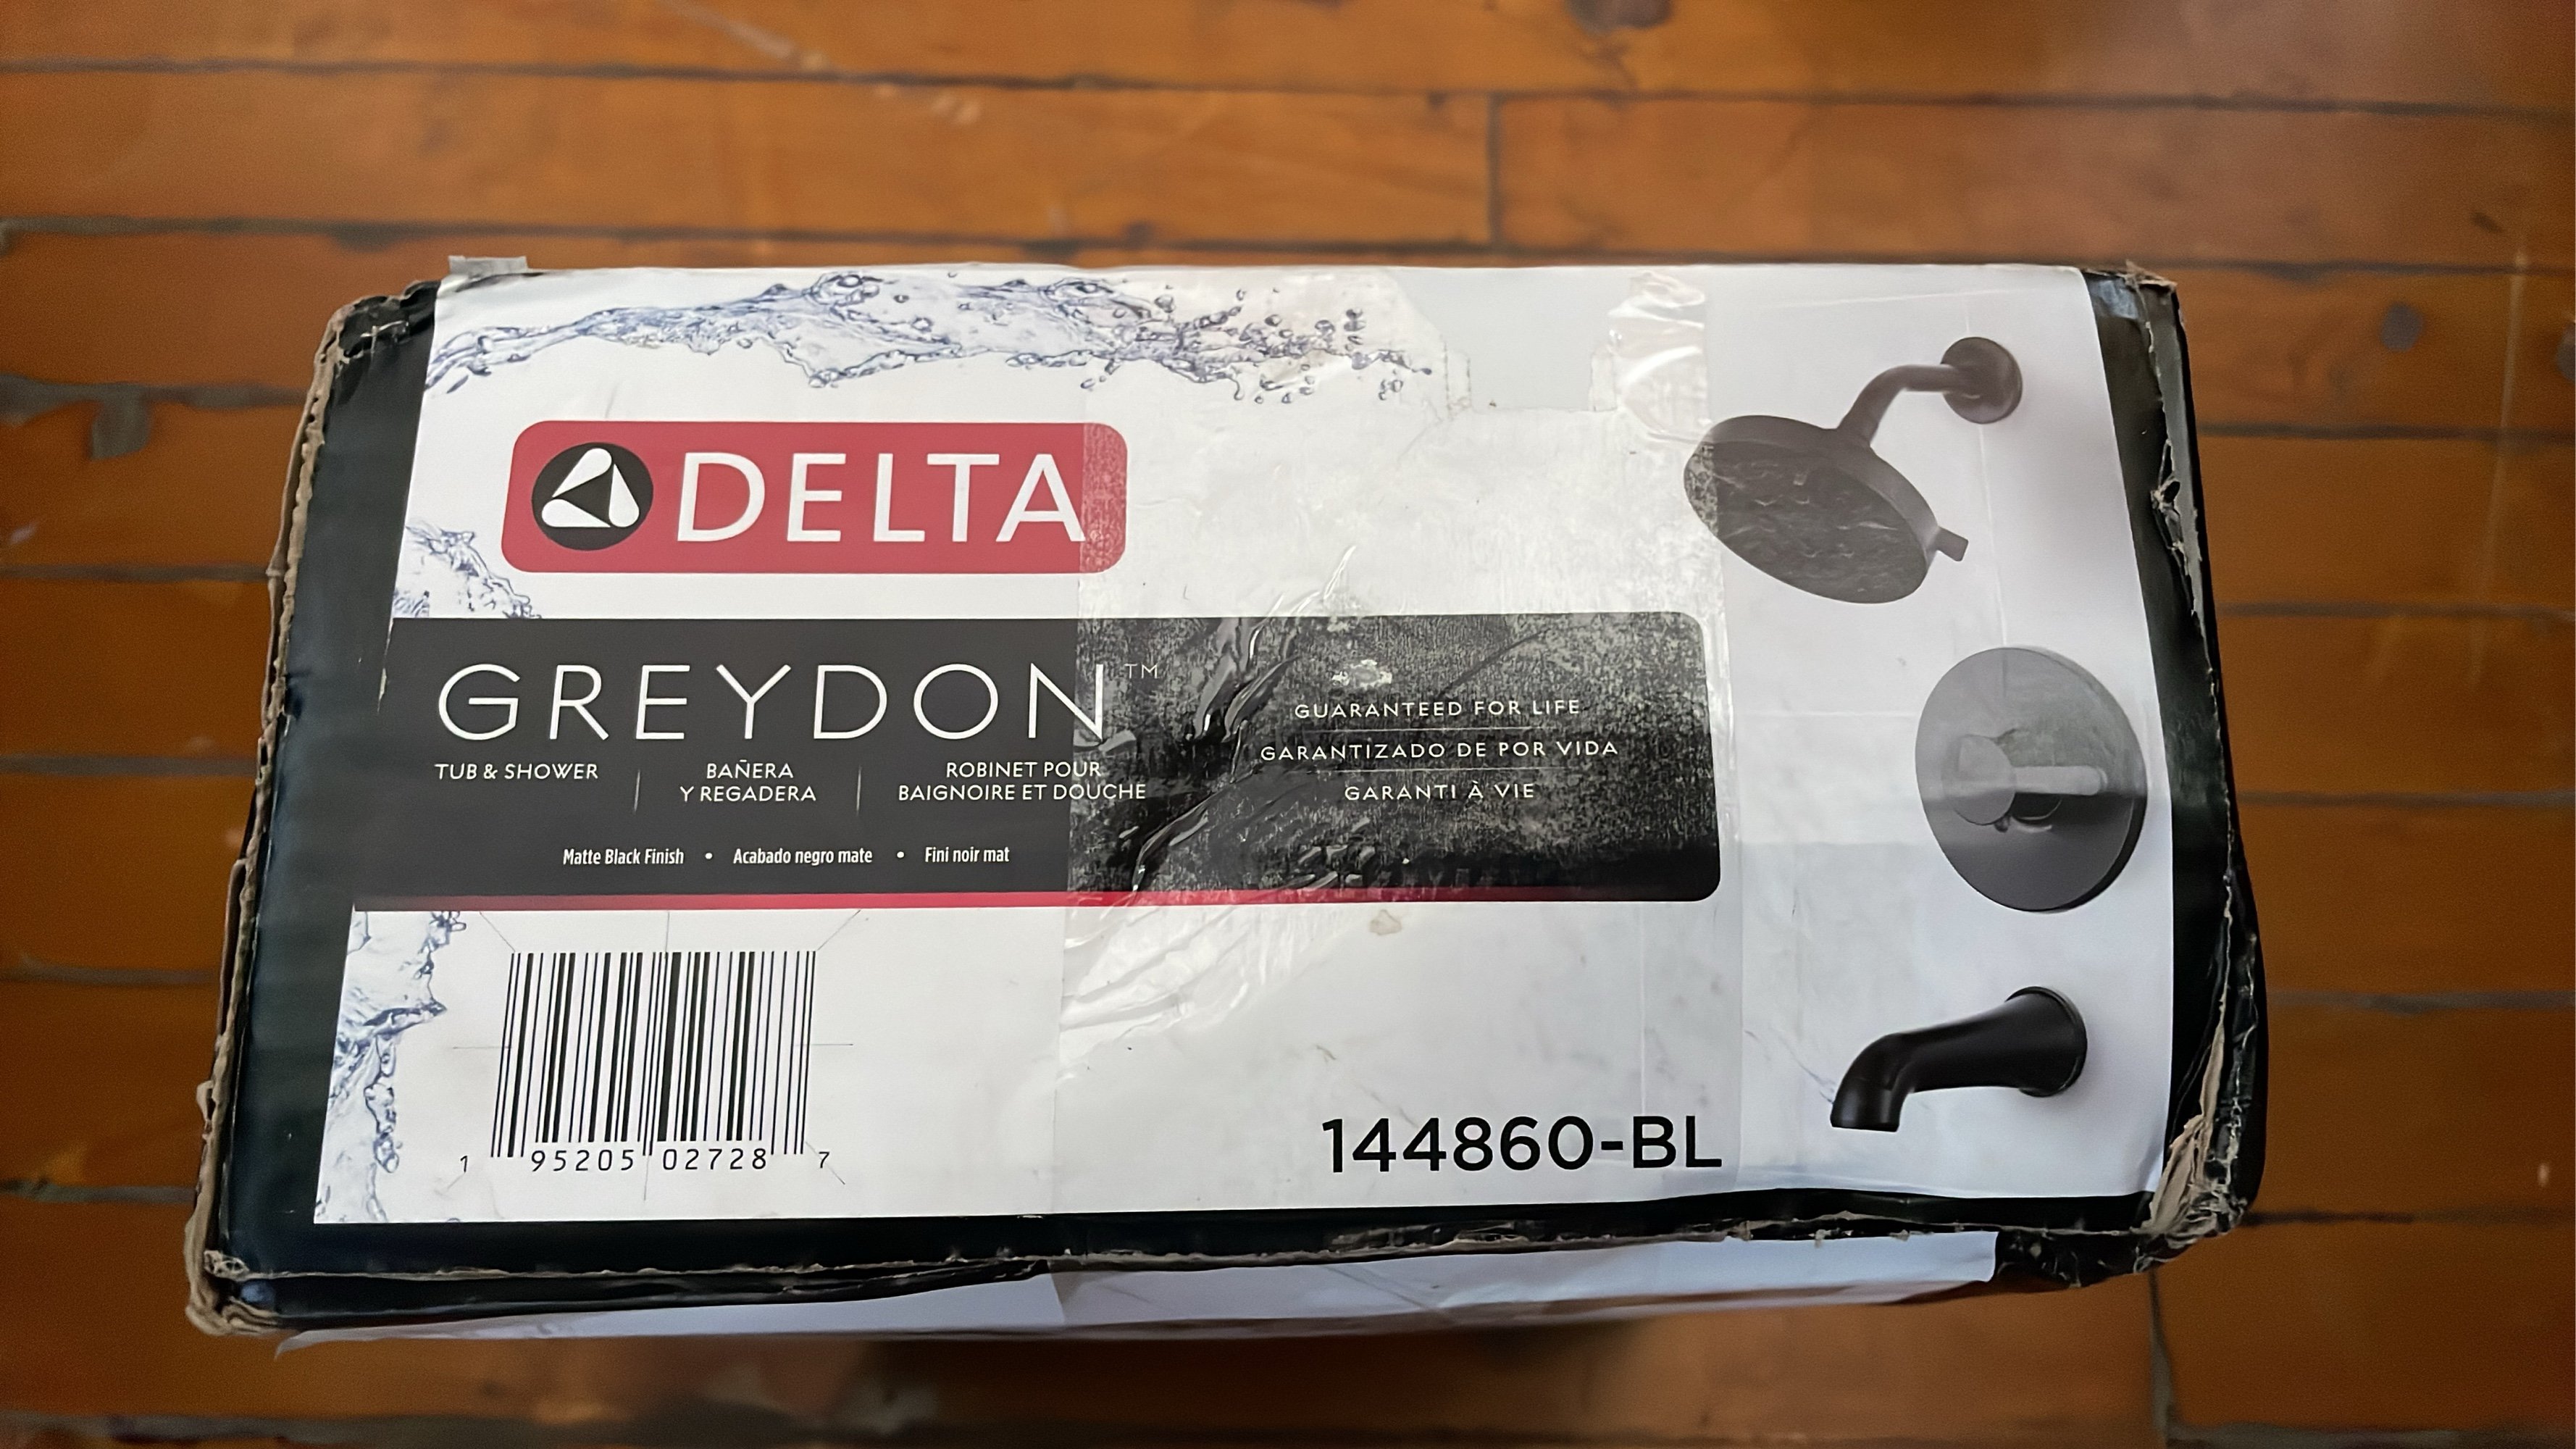 DELTA
GREYDON™
TUB & SHOWER
BAÑERA
Y REGADERA
ROBINET POUR
BAIGNOIRE ET DOUCHE
Matte Black Finish • Acabado negro mate • Fini noir mat
GUARANTEED FOR LIFE
GARANTIZADO DE POR VIDA
GARANTI À VIE
1 95205 02728 7
144860-BL